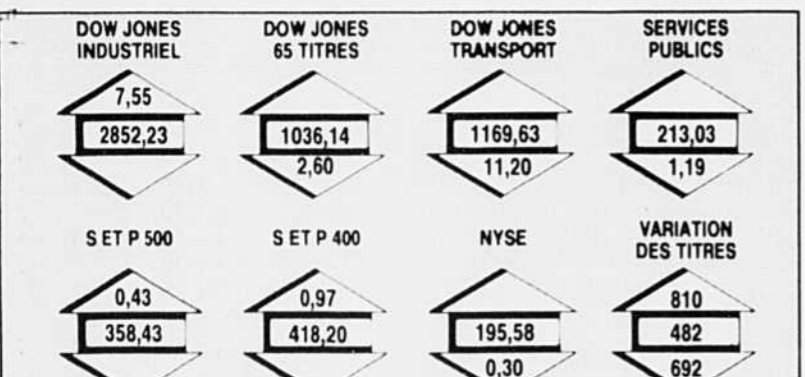 DOW JONES INDUSTRIEL
7,55
2852,23
DOW JONES 65 TITRES
1036,14
2,60
DOW JONES TRANSPORT
1169,63
11,20
SERVICES PUBLICS
213,03
1,19
S ET P 500
0,43
358,43
S ET P 400
0,97
418,20
NYSE
195,58
0,30
VARIATION DES TITRES
810
482
692